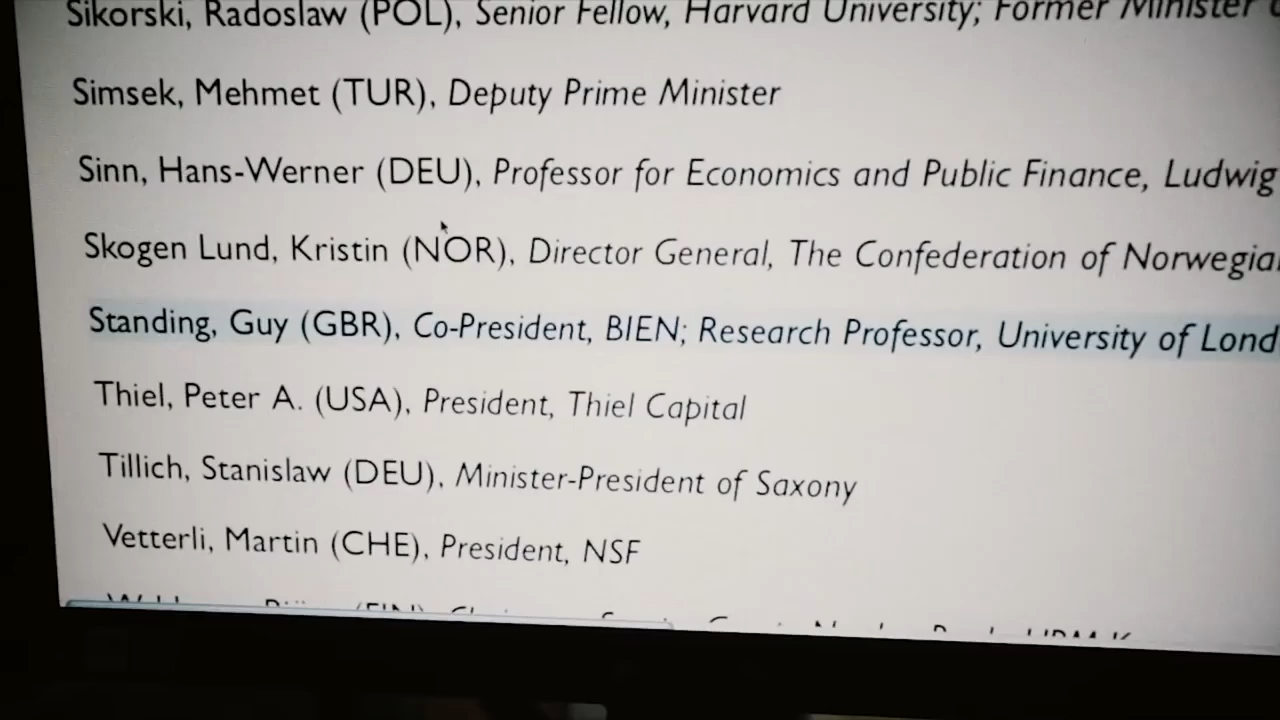 Sikorski, Radoslaw (POL), Senior Fellow, Harvard University; Former Minister
Simsek, Mehmet (TUR), Deputy Prime Minister
Sinn, Hans-Werner (DEU), Professor for Economics and Public Finance, Ludwig
Skogen Lund, Kristin (NOR), Director General, The Confederation of Norwegian
Standing, Guy (GBR), Co-President, BIEN; Research Professor, University of Lond
Thiel, Peter A. (USA), President, Thiel Capital
Tillich, Stanislaw (DEU), Minister-President of Saxony
Vetterli, Martin (CHE), President, NSF